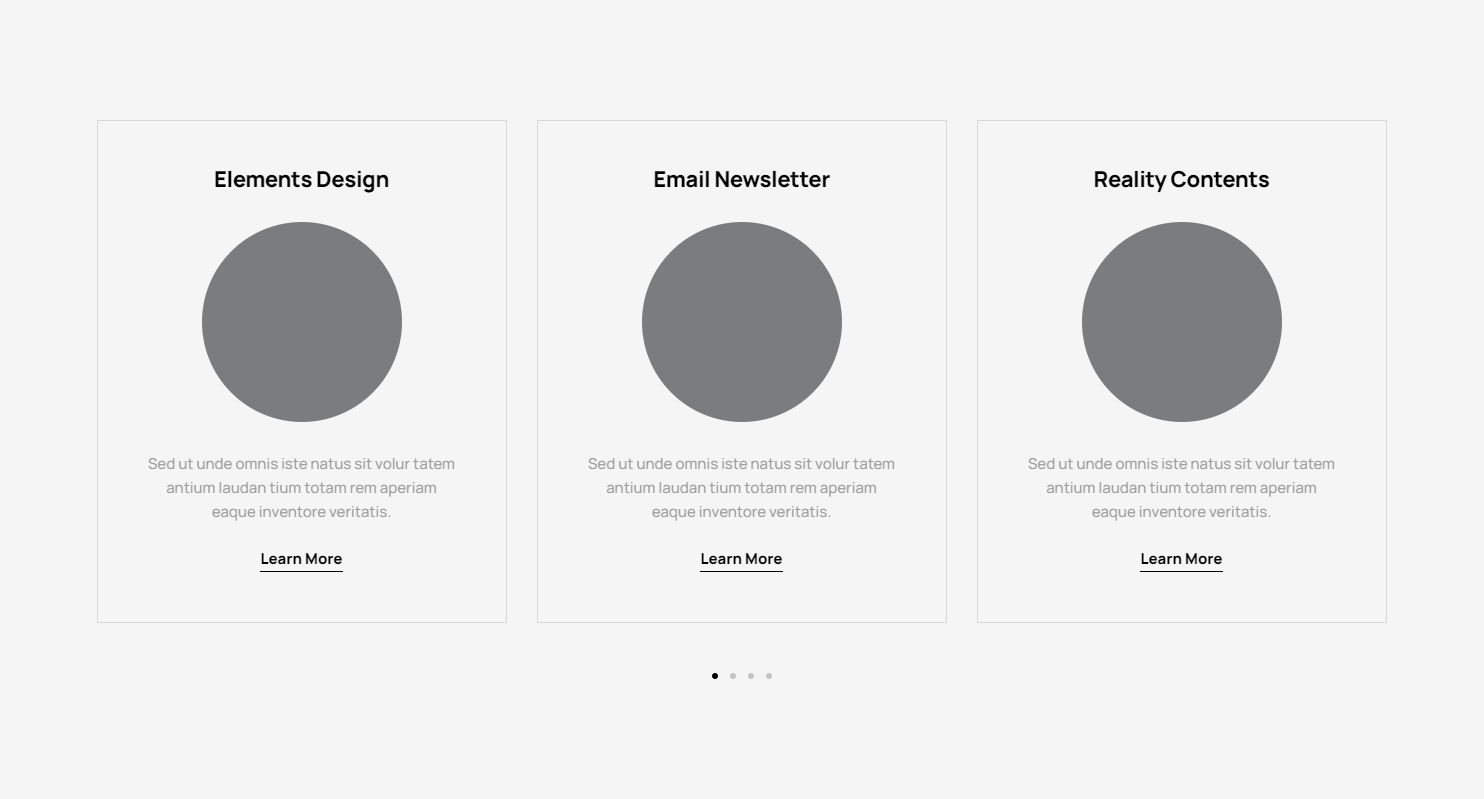 Elements Design
Sed ut unde omnis iste natus sit volur tatem
antium laudan tium totam rem aperiam
eaque inventore veritatis.
Learn More
Email Newsletter
Sed ut unde omnis iste natus sit volur tatem
antium laudan tium totam rem aperiam
eaque inventore veritatis.
Learn More
Reality Contents
Sed ut unde omnis iste natus sit volur tatem
antium laudan tium totam rem aperiam
eaque inventore veritatis.
Learn More